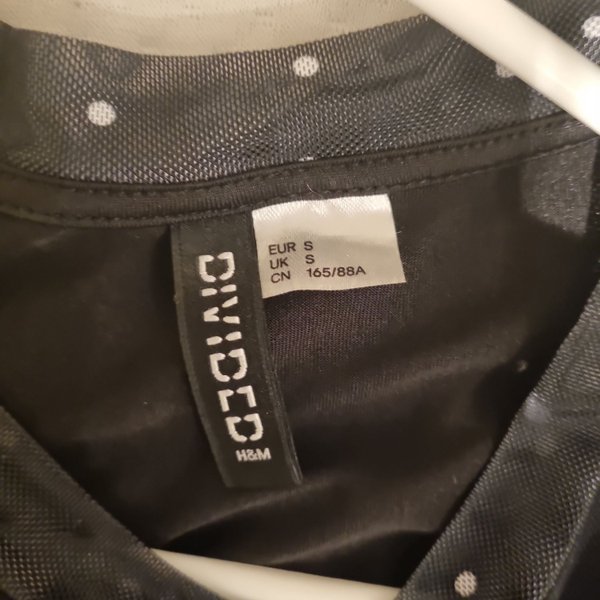 EUR S
UK S
CN 165/88A
DIVIDED
H&M